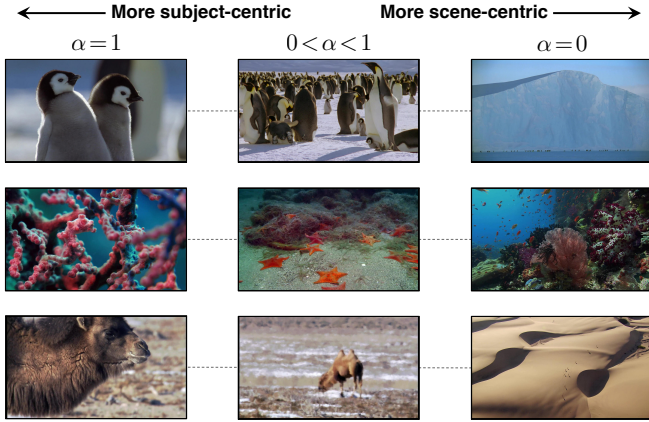 More subject-centric More scene-centric
α=1 0<α<1 α=0